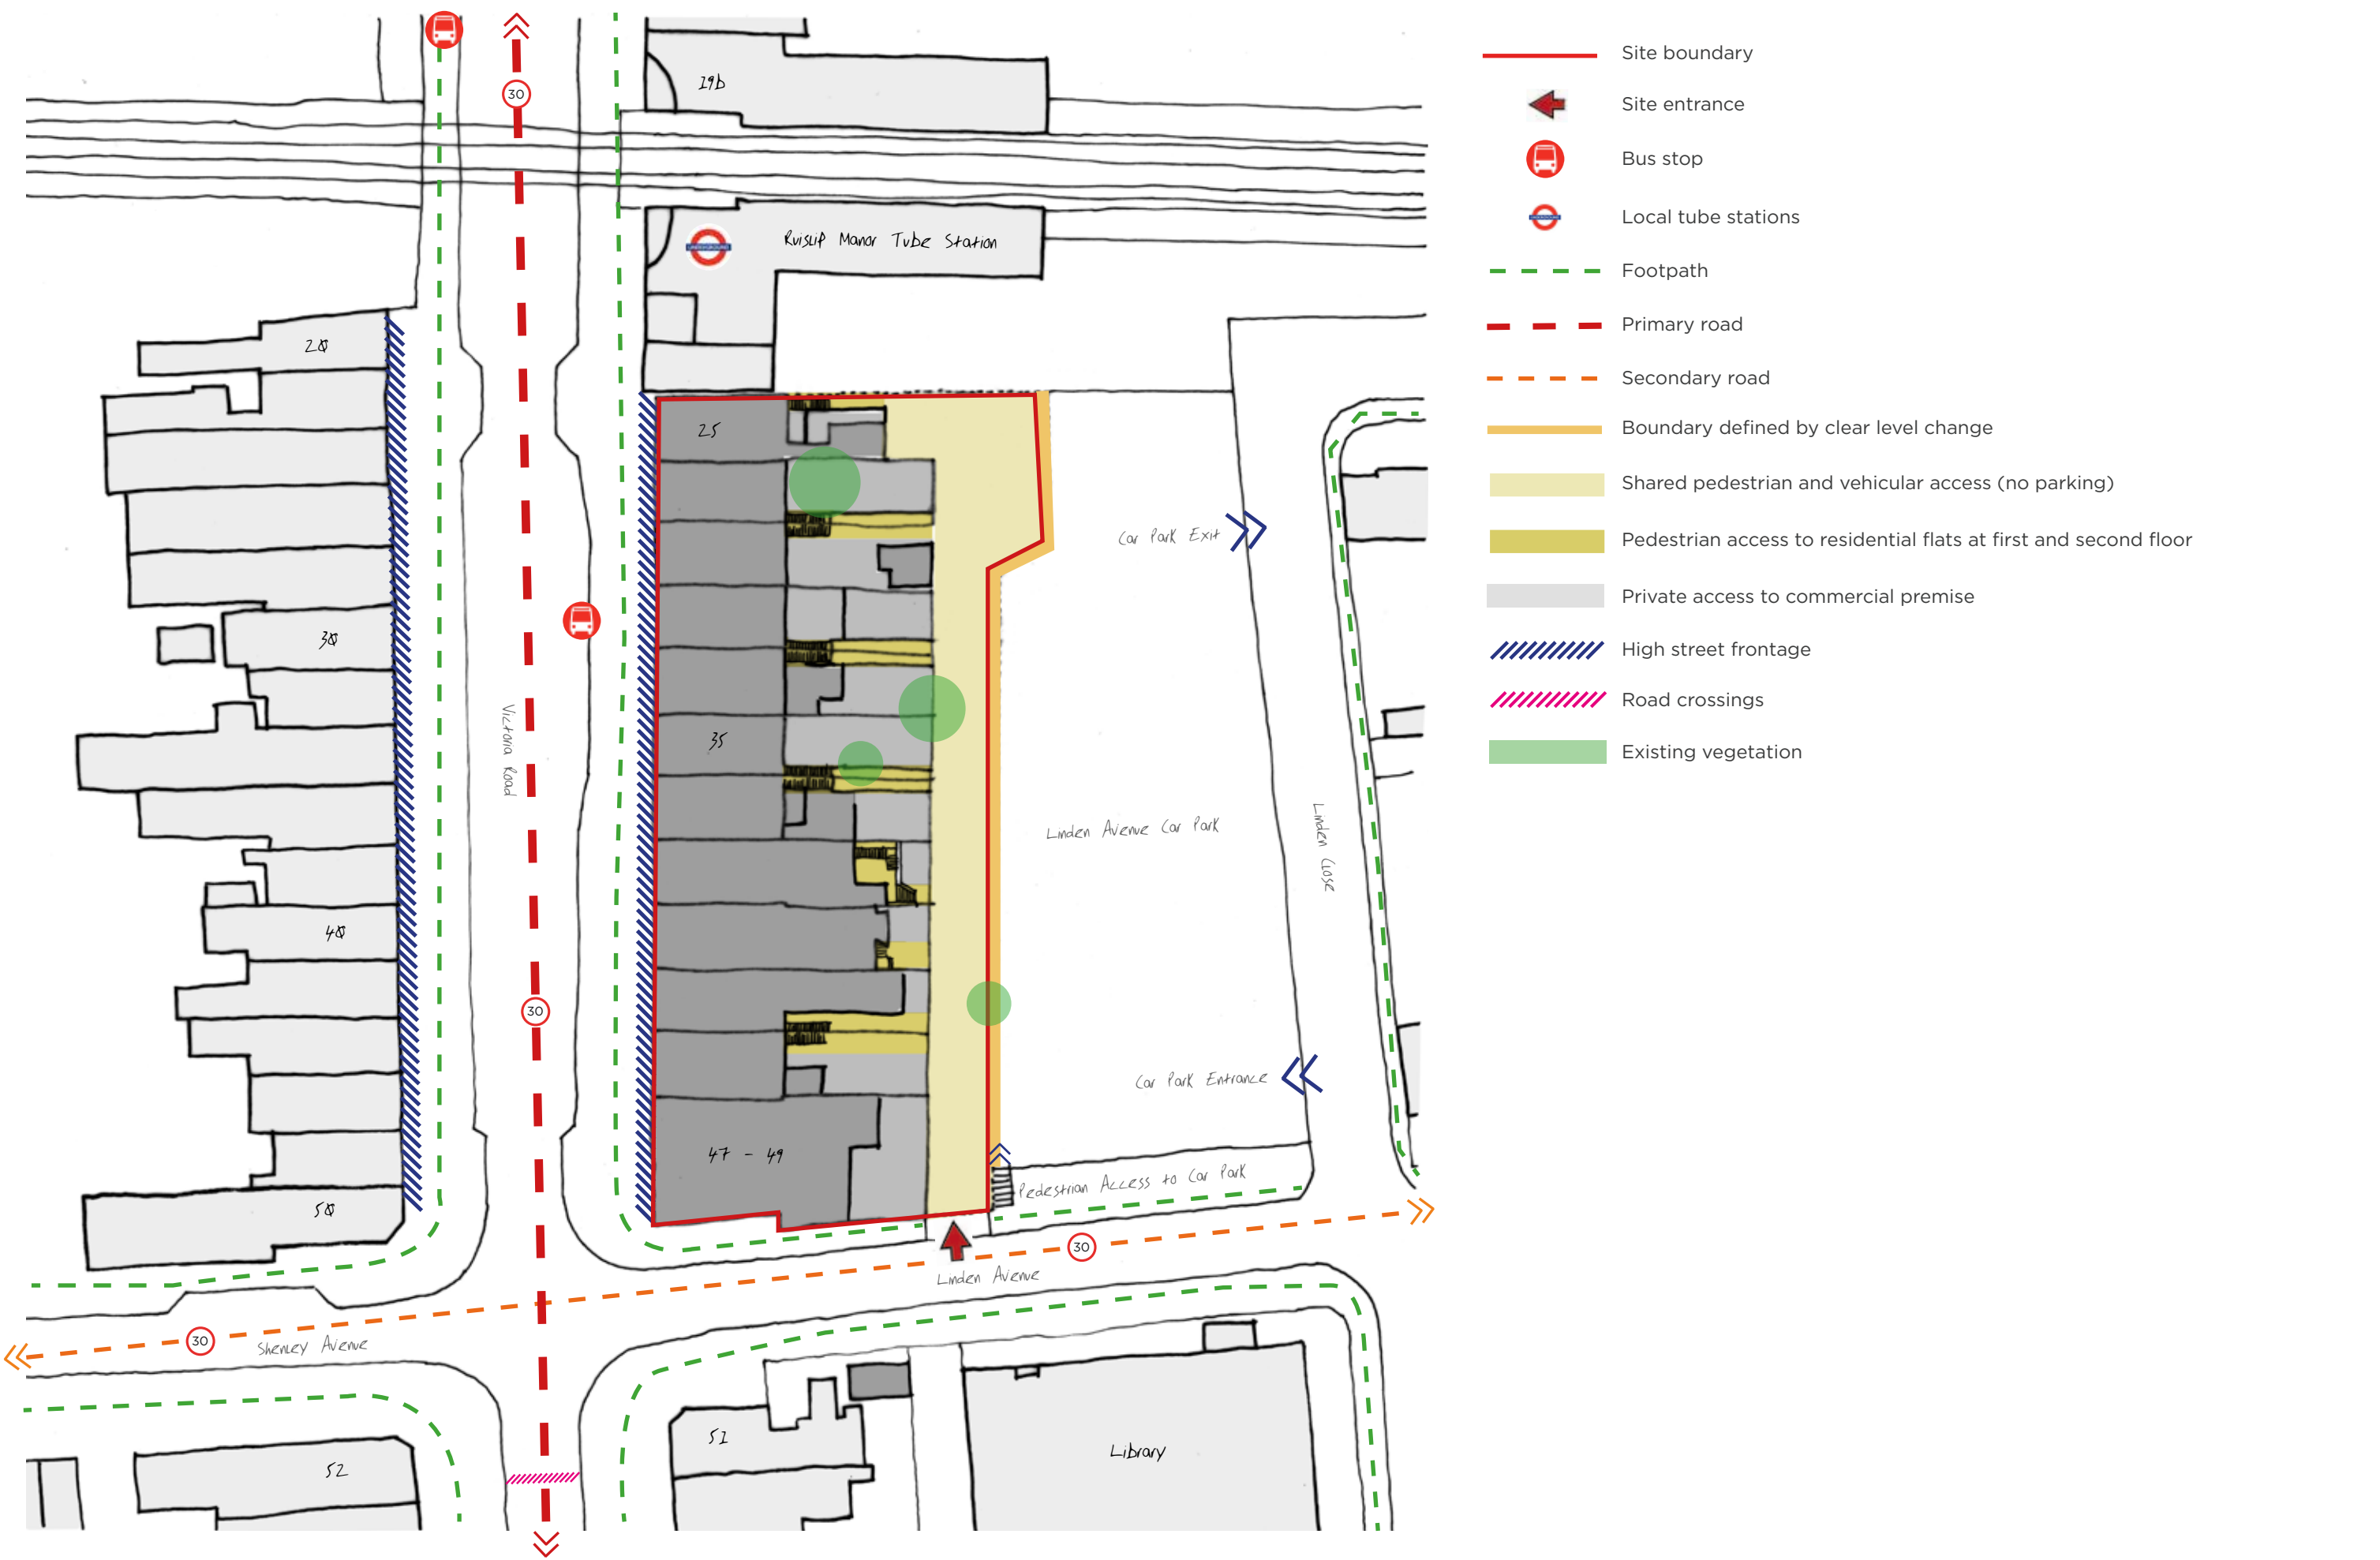 30
19b
UNDERGROUND
Ruislip Manor Tube Station
20
25
Car Park Exit
30
Victoria Road
35
Linden Avenue Car Park
Linden Close
40
30
Car Park Entrance
47 - 49
Pedestrian Access to Car Park
50
30
Linden Avenue
30
Shenley Avenue
51
52
Library
Site boundary
Site entrance
Bus stop
UNDERGROUND
Local tube stations
Footpath
Primary road
Secondary road
Boundary defined by clear level change
Shared pedestrian and vehicular access (no parking)
Pedestrian access to residential flats at first and second floor
Private access to commercial premise
High street frontage
Road crossings
Existing vegetation